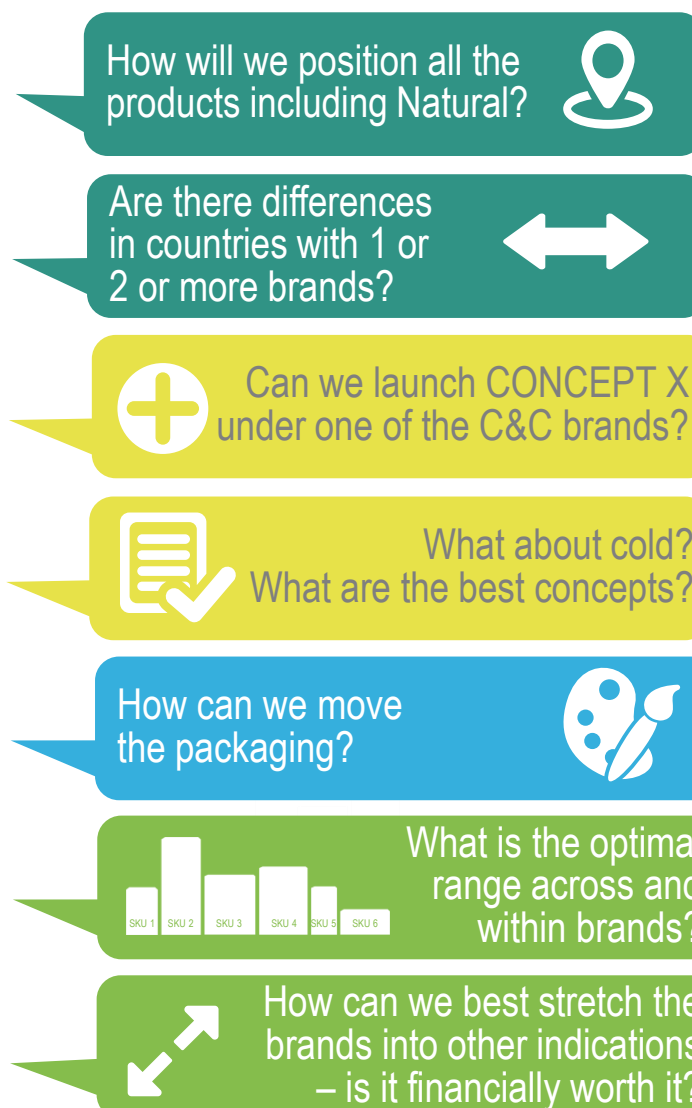 How will we position all the
products including Natural?
Are there differences
in countries with 1 or
2 or more brands?
Can we launch CONCEPT X
under one of the C&C brands?
What about cold?
What are the best concepts?
How can we move
the packaging?
What is the optima
range across and
within brands?
SKU 1 SKU 2 SKU 3 SKU 4 SKU 5 SKU 6
How can we best stretch the
brands into other indications
– is it financially worth it?